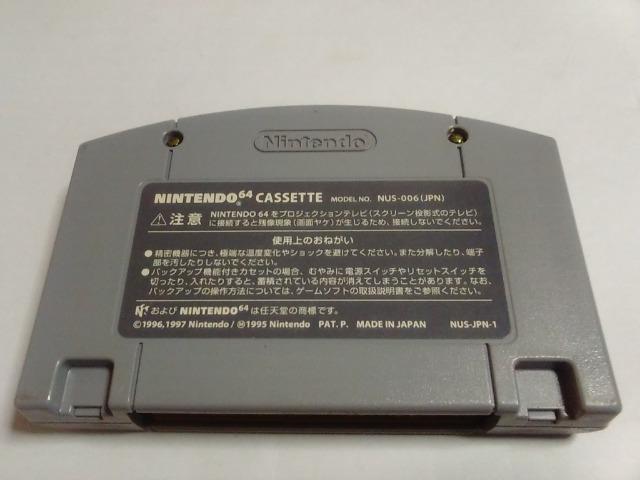 Nintendo
NINTENDO 64 CASSETTE MODEL NO. NUS-006(JPN)
注意 NINTENDO 64 をプロジェクションテレビ(スクリーン投影式のテレビ)
に接続すると残像現象(画面ヤケ)が生じるため、接続しないでください。
使用上のおねがい
●精密機器につき、極端な温度変化やショックを避けてください。また分解したり、端子
部を汚したりしないでください。
●バックアップ機能付きカセットの場合、むやみに電源スイッチやリセットスイッチを
切ったり、入れたりすると、蓄積されている内容が消えてしまうことがあります。なお、
バックアップの操作方法については、ゲームソフトの取扱説明書をご参照ください。
および NINTENDO 64 は任天堂の商標です。
©1996,1997 Nintendo/Ⓜ1995 Nintendo PAT. P. MADE IN JAPAN NUS-JPN-1